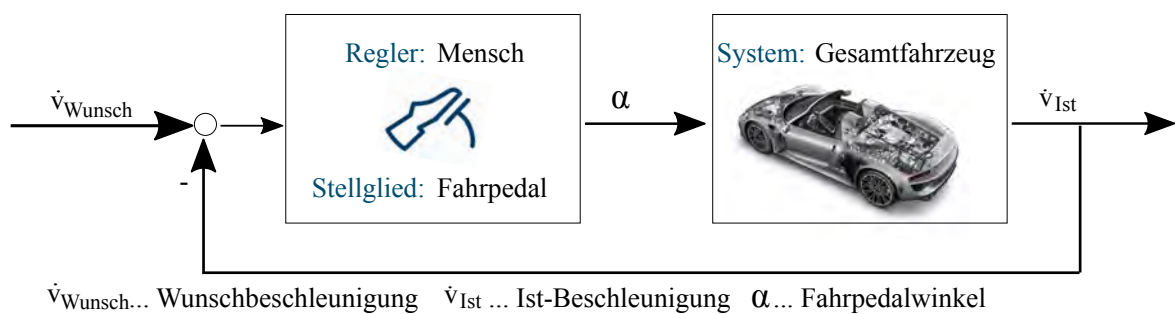 Regler: Mensch
System: Gesamtfahrzeug
v̇Wunsch
α
v̇Ist
-
Stellglied: Fahrpedal
v̇Wunsch... Wunschbeschleunigung v̇Ist ... Ist-Beschleunigung α... Fahrpedalwinkel